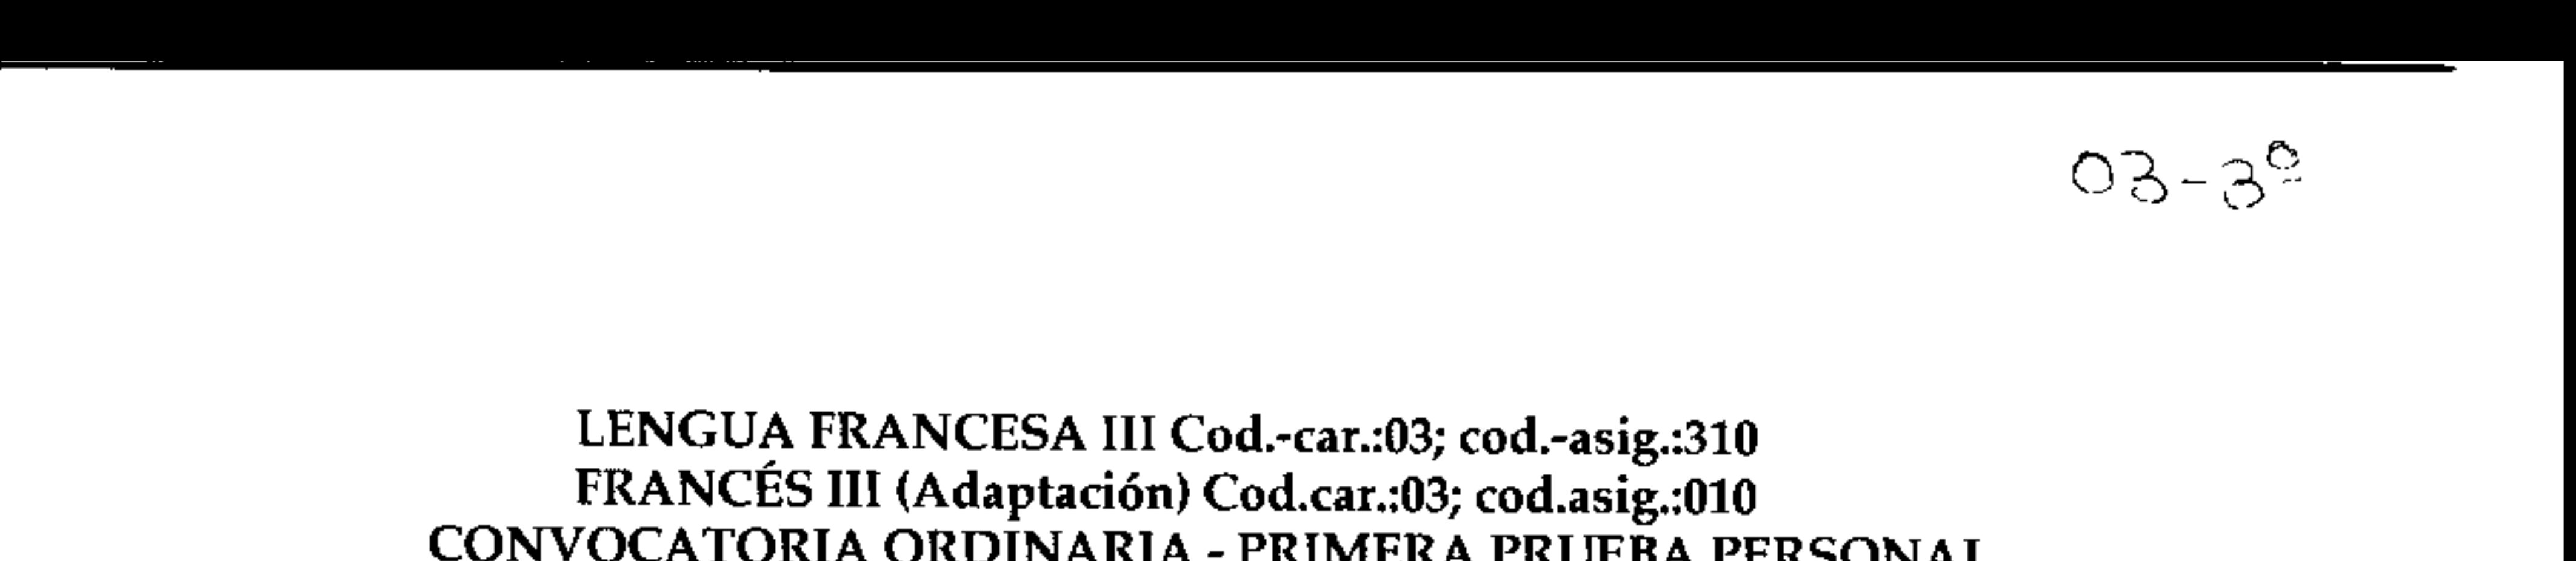 03-3º
LENGUA FRANCESA III Cod.-car.:03; cod.-asig.:310
FRANCÉS III (Adaptación) Cod.car.:03; cod.asig.:010
CONVOCATORIA ORDINARIA - PRIMERA PRUEBA PERSONAL